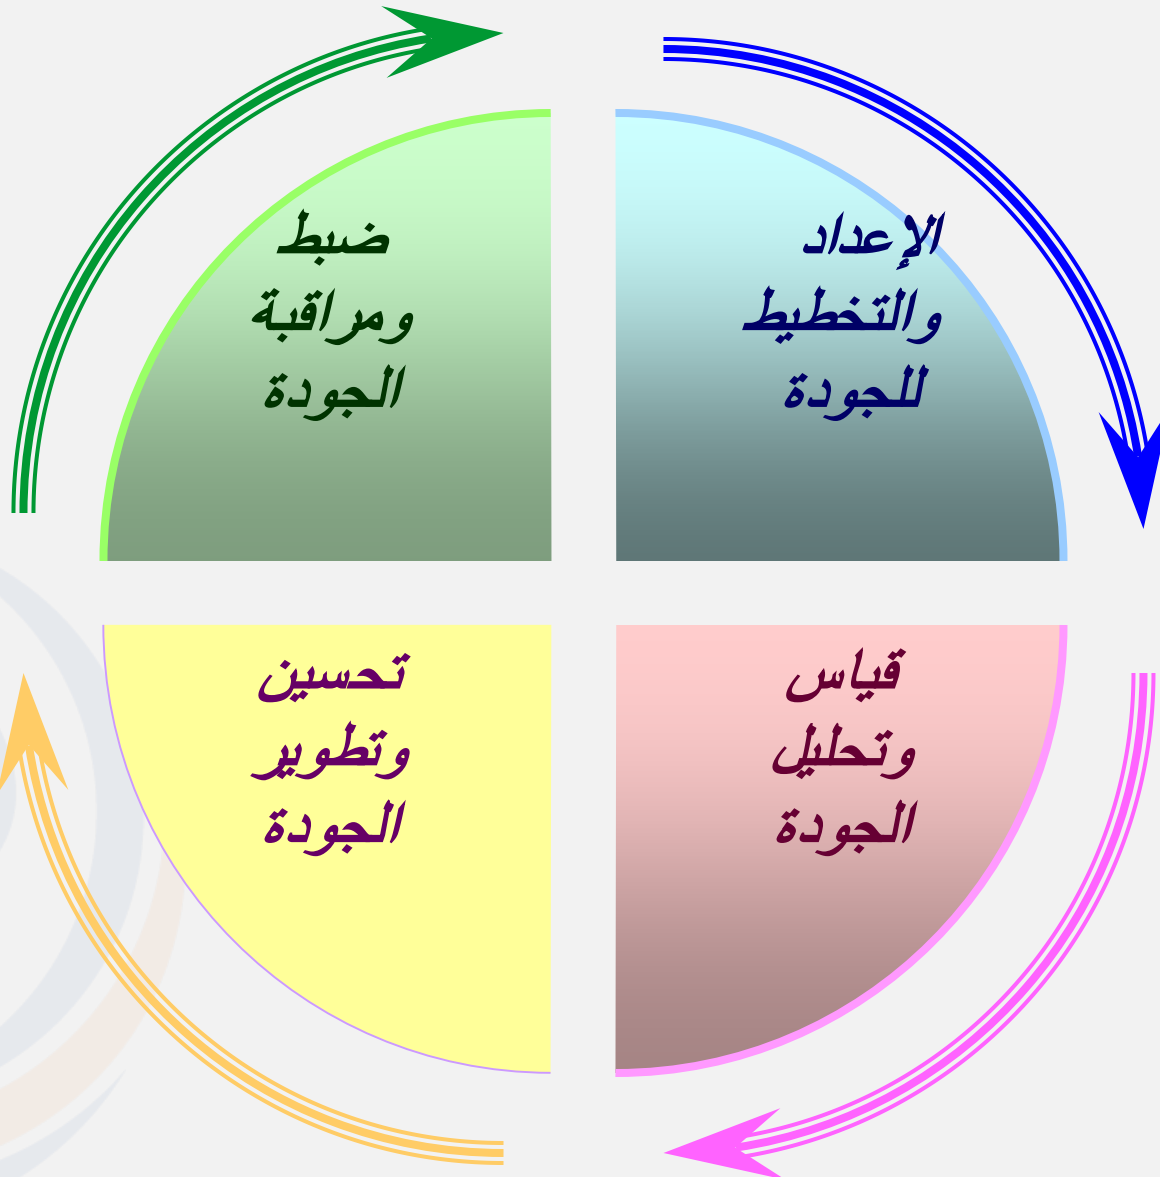 الإعداد
والتخطيط
للجودة
ضبط
ومراقبة
الجودة
قياس
وتحليل
الجودة
تحسين
وتطوير
الجودة